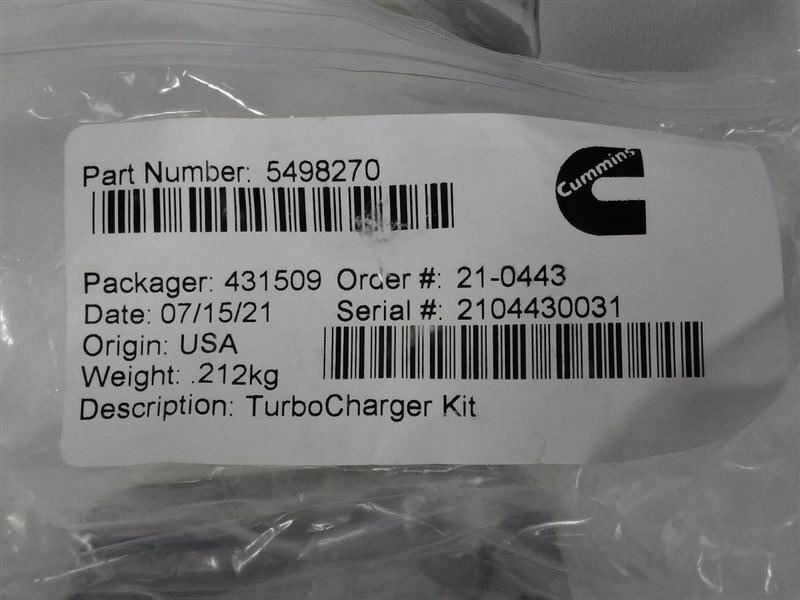 Part Number: 5498270
Cummins
Packager: 431509 Order #: 21-0443
Date: 07/15/21 Serial #: 2104430031
Origin: USA
Weight: .212kg
Description: TurboCharger Kit